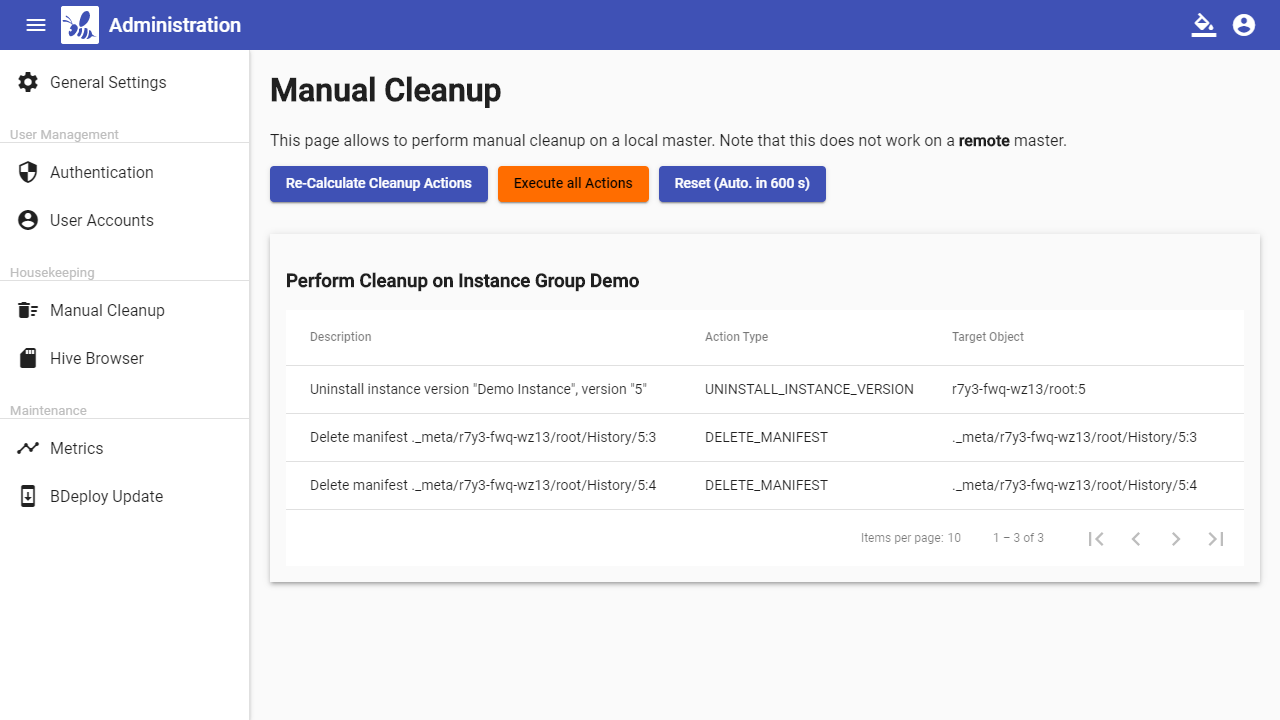 Administration
General Settings
User Management
Authentication
User Accounts
Housekeeping
Manual Cleanup
Hive Browser
Maintenance
Metrics
BDeploy Update
Manual Cleanup
This page allows to perform manual cleanup on a local master. Note that this does not work on a remote master.
Re-Calculate Cleanup Actions
Execute all Actions
Reset (Auto. in 600 s)
Perform Cleanup on Instance Group Demo
Description Action Type Target Object
Uninstall instance version "Demo Instance", version "5" UNINSTALL_INSTANCE_VERSION r7y3-fwq-wz13/root:5
Delete manifest ._meta/r7y3-fwq-wz13/root/History/5:3 DELETE_MANIFEST ._meta/r7y3-fwq-wz13/root/History/5:3
Delete manifest ._meta/r7y3-fwq-wz13/root/History/5:4 DELETE_MANIFEST ._meta/r7y3-fwq-wz13/root/History/5:4
Items per page: 10 1 – 3 of 3